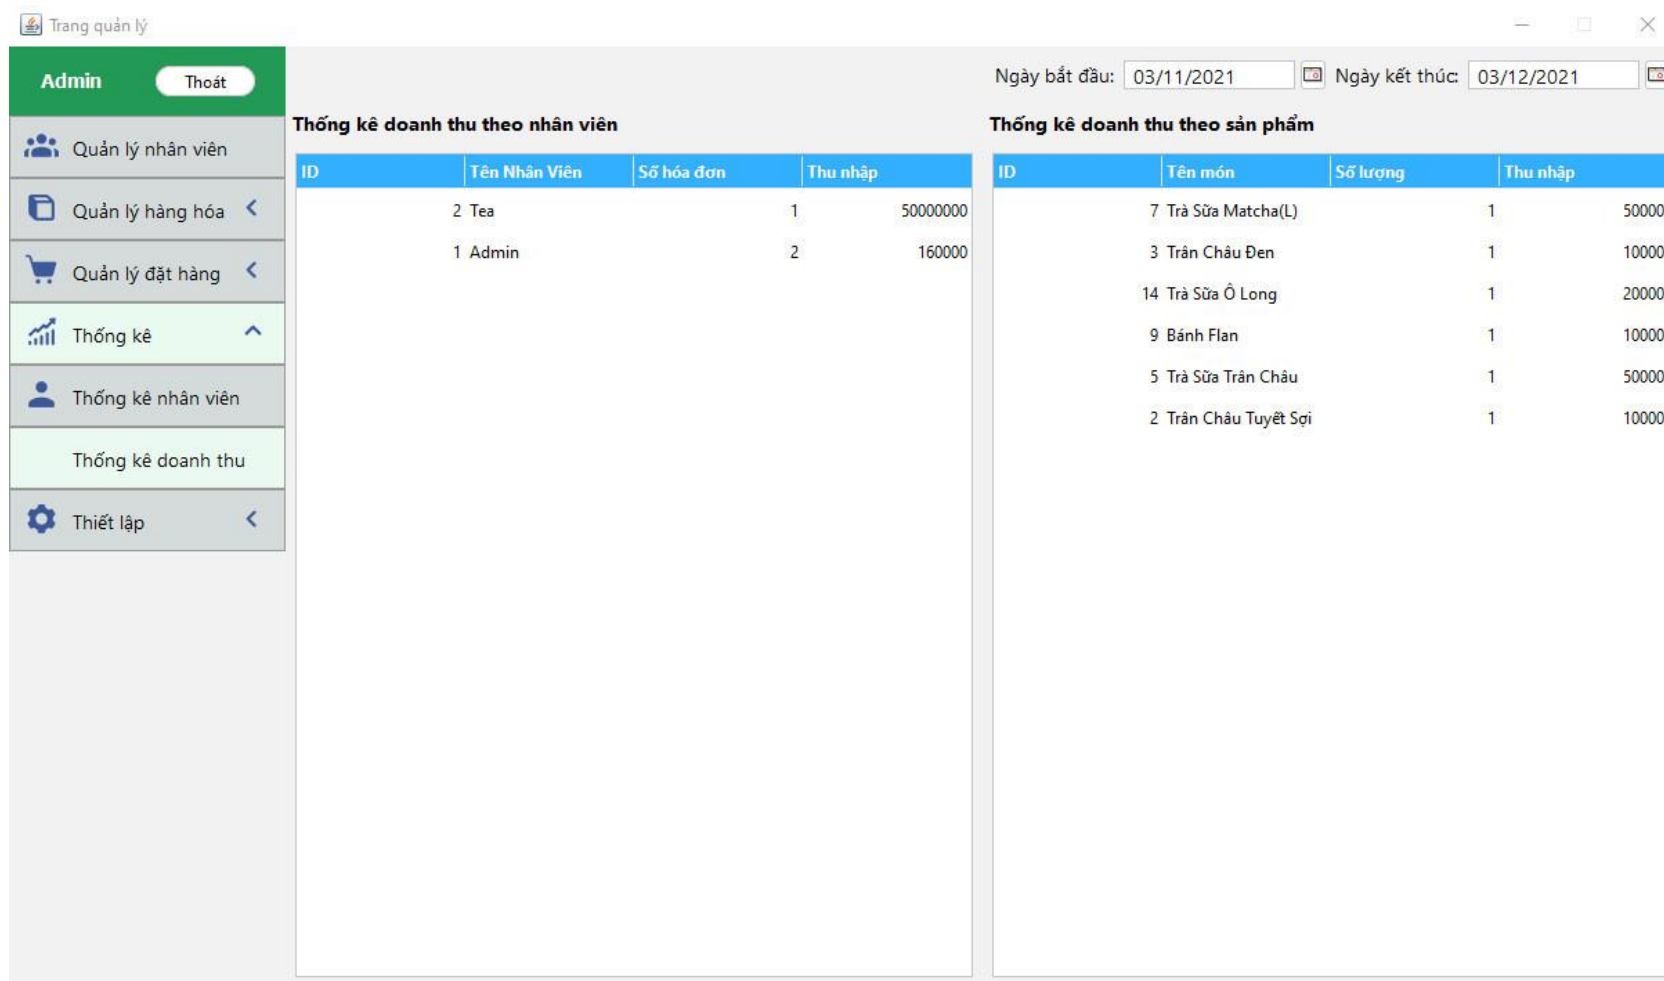 Trang quản lý
Admin Thoát
Quản lý nhân viên
Quản lý hàng hóa
Quản lý đặt hàng
Thống kê
Thống kê nhân viên
Thống kê doanh thu
Thiết lập
Ngày bắt đầu: 03/11/2021 Ngày kết thúc: 03/12/2021
Thống kê doanh thu theo nhân viên
ID Tên Nhân Viên Số hóa đơn Thu nhập
2 Tea 1 50000000
1 Admin 2 160000
Thống kê doanh thu theo sản phẩm
ID Tên món Số lượng Thu nhập
7 Trà Sữa Matcha(L) 1 50000
3 Trân Châu Đen 1 10000
14 Trà Sữa Ô Long 1 20000
9 Bánh Flan 1 10000
5 Trà Sữa Trân Châu 1 50000
2 Trân Châu Tuyết Sợi 1 10000